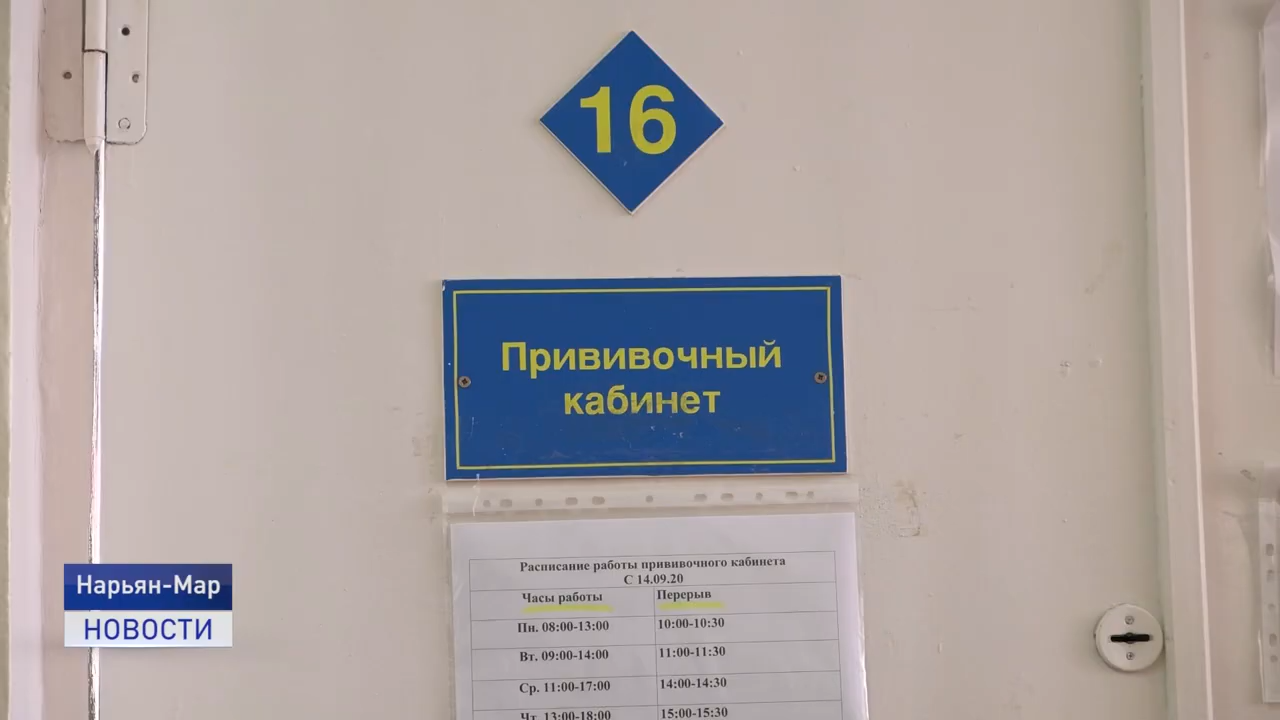 16
Прививочный
кабинет
Расписание работы прививочного кабинета
С 14.09.20
Часы работы Перерыв
Пн. 08:00-13:00 10:00-10:30
Вт. 09:00-14:00 11:00-11:30
Ср. 11:00-17:00 14:00-14:30
Чт. 13:00-18:00 15:00-15:30
Нарьян-Мар
НОВОСТИ